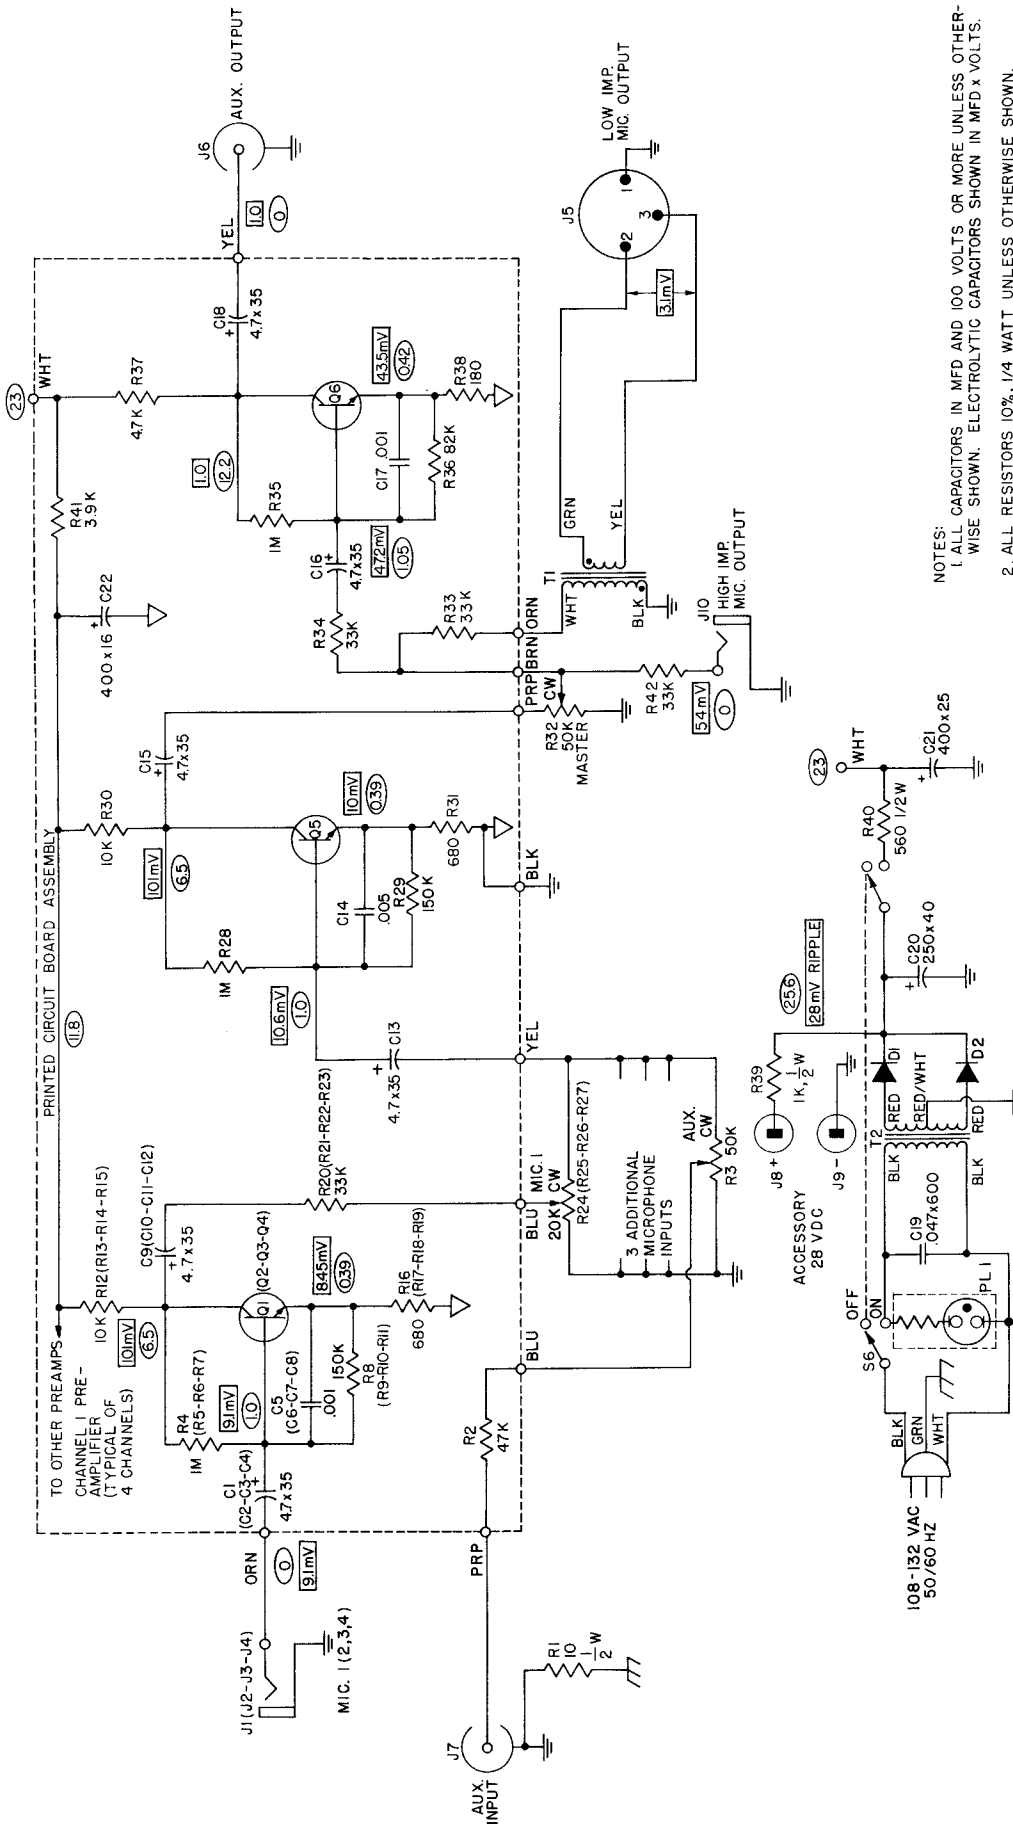 PRINTED CIRCUIT BOARD ASSEMBLY
TO OTHER PREAMPS
CHANNEL 1 PRE-
AMPLIFIER
(TYPICAL OF
4 CHANNELS)
11.8
R12(R13-R14-R15)
10K
101mV
6.5
R4
(R5-R6-R7)
1M
9.1mV
1.0
C1
(C2-C3-C4)
+
4.7x35
C9(C10-C11-C12)
+
4.7x35
Q1
(Q2-Q3-Q4)
8.45mV
0.39
C5
(C6-C7-C8)
.001
150K
R8
(R9-R10-R11)
R16
(R17-R18-R19)
680
R20(R21-R22-R23)
33K
J1(J2-J3-J4)
MIC. 1 (2,3,4)
ORN
0
9.1mV
J7
AUX.
INPUT
PRP
R1
10
1/2 W
R2
47K
BLU
BLU
MIC. 1
20K
CW
R24(R25-R26-R27)
3 ADDITIONAL
MICROPHONE
INPUTS
AUX.
CW
R3 50K
YEL
C13
+
4.7x35
10.6mV
1.0
R28
1M
R30
10K
101mV
6.5
Q5
10mV
0.39
C14
.005
R29
150K
R31
680
BLK
C15
+
4.7x35
C22
+
400x16
R41
3.9K
23
WHT
R37
4.7K
1.0
12.2
R35
1M
C16
+
4.7x35
47.2mV
1.05
R34
33K
R33
33K
Q6
43.5mV
0.42
C17 .001
R36 82K
R38
180
C18
+
4.7x35
YEL
1.0
0
J6
AUX. OUTPUT
PRP
BRN
ORN
CW
R32
50K
MASTER
R42
33K
54mV
0
J10
HIGH IMP.
MIC. OUTPUT
T1
WHT
BLK
GRN
YEL
3.1mV
J5
1
2
3
LOW IMP.
MIC. OUTPUT
108-132 VAC
50/60 HZ
BLK
GRN
WHT
S6
OFF
ON
PL1
C19
.047x600
BLK
BLK
T2
RED
RED/WHT
RED
D1
D2
ACCESSORY
28 VDC
J8+
J9-
R39
1K, 1/2 W
25.6
28mV RIPPLE
C20
+
250x40
R40
560 1/2W
23
WHT
C21
+
400x25
NOTES:
1. ALL CAPACITORS IN MFD AND 100 VOLTS OR MORE UNLESS OTHER-
WISE SHOWN. ELECTROLYTIC CAPACITORS SHOWN IN MFD x VOLTS.
2. ALL RESISTORS 10%, 1/4 WATT UNLESS OTHERWISE SHOWN.